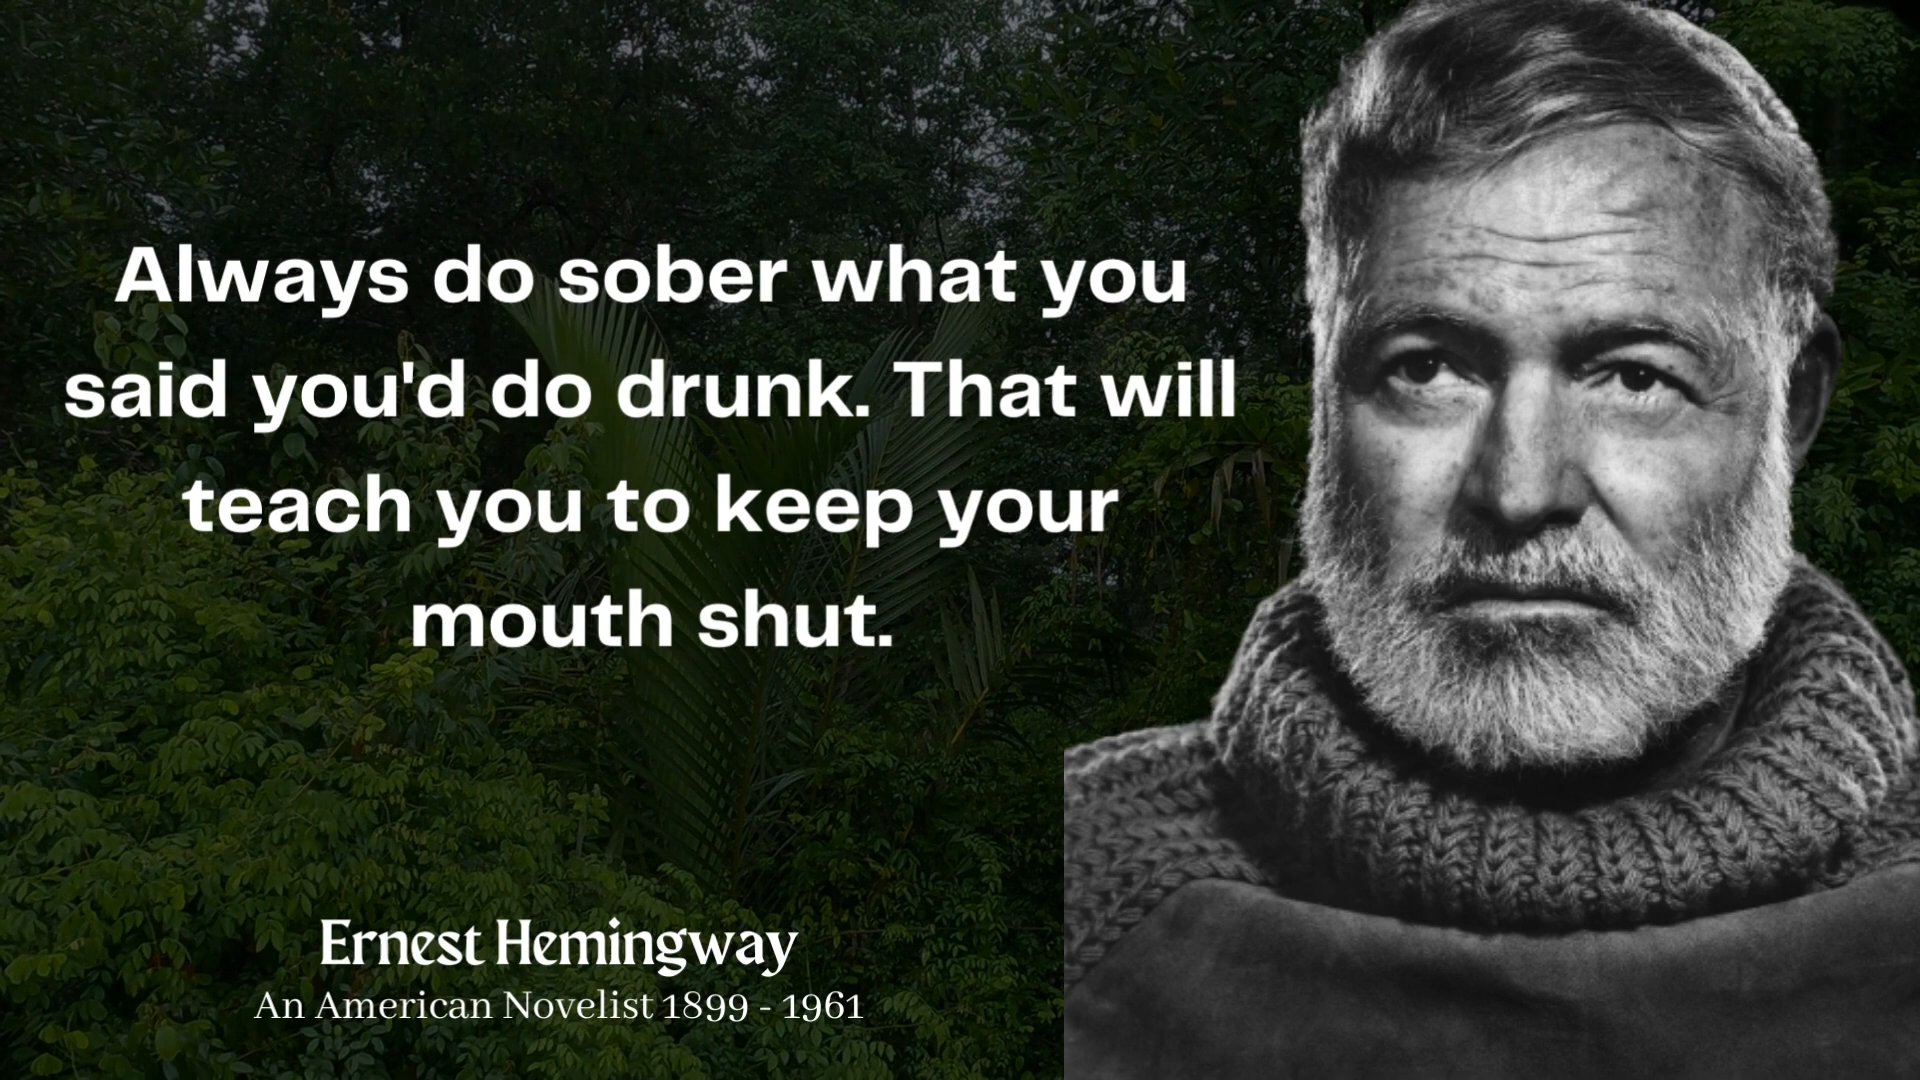 Always do sober what you
said you'd do drunk. That will
teach you to keep your
mouth shut.
Ernest Hemingway
An American Novelist 1899 - 1961